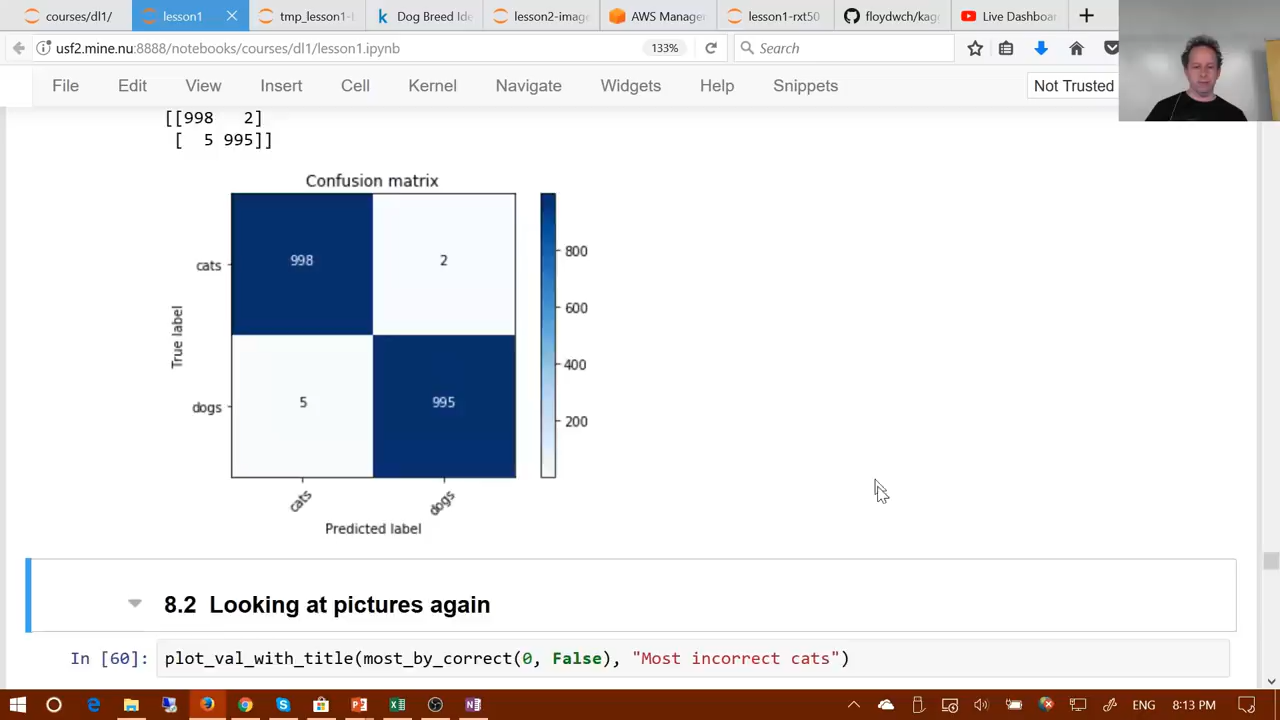 courses/dl1/
lesson1
tmp_lesson1-
Dog Breed Ide
lesson2-image
AWS Manager
lesson1-rxt50
floydwch/kag
Live Dashboa
usf2.mine.nu:8888/notebooks/courses/dl1/lesson1.ipynb
133%
Search
File Edit View Insert Cell Kernel Navigate Widgets Help Snippets
Not Trusted
[[998   2]
[  5 995]]
Confusion matrix
998 2
cats
5 995
dogs
True label
800
600
400
200
cats dogs
Predicted label
8.2 Looking at pictures again
In [60]: plot_val_with_title(most_by_correct(0, False), "Most incorrect cats")
ENG 8:13 PM